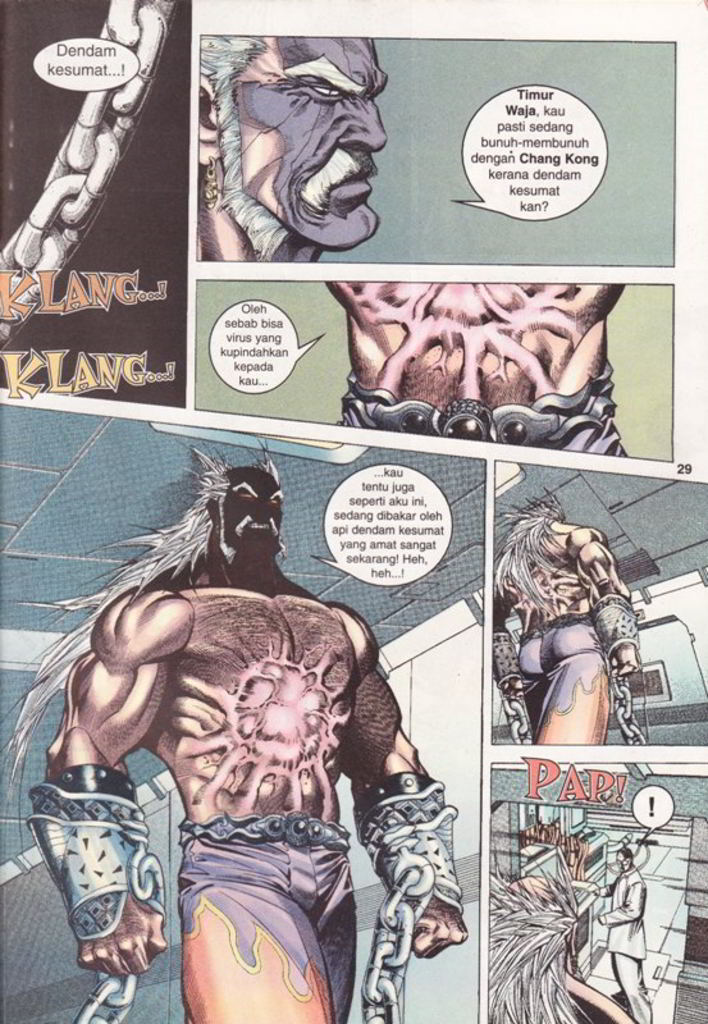 Dendam
kesumat...!
KLANG...!
KLANG...!
Timur
Waja, kau
pasti sedang
bunuh-membunuh
dengan Chang Kong
kerana dendam
kesumat
kan?
Oleh
sebab bisa
virus yang
kupindahkan
kepada
kau...
29
...kau
tentu juga
seperti aku ini,
sedang dibakar oleh
api dendam kesumat
yang amat sangat
sekarang! Heh,
heh...!
PAP!
!